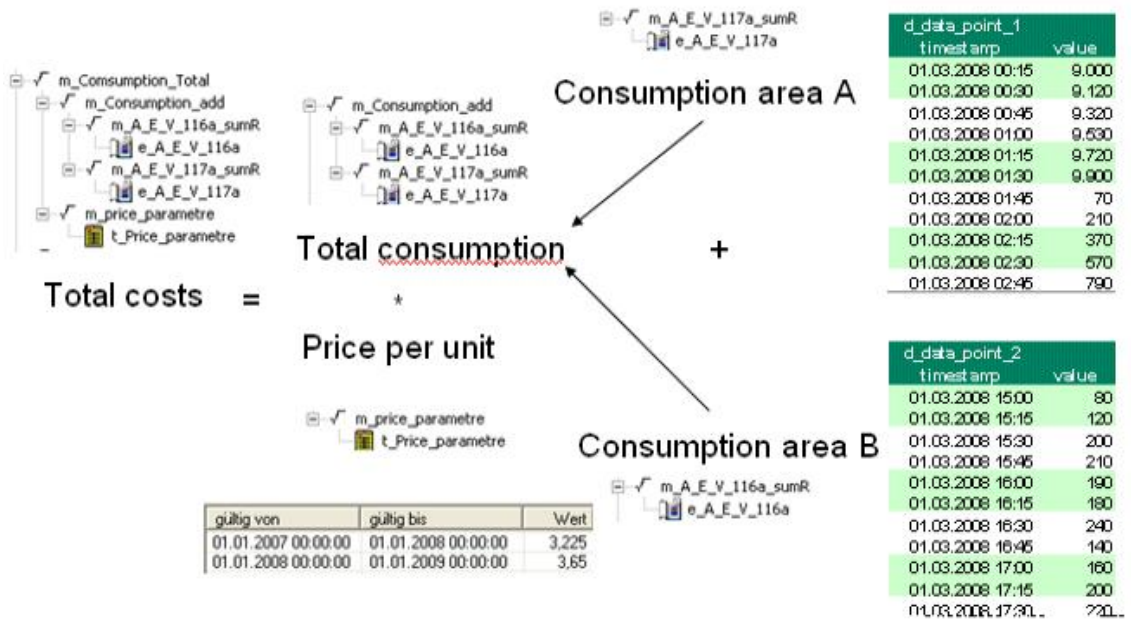 m_A_E_V_117a_sumR
e_A_E_V_117a
Consumption area A
m_Comsumption_Total
m_Consumption_add
m_A_E_V_116a_sumR
e_A_E_V_116a
m_A_E_V_117a_sumR
e_A_E_V_117a
m_price_parametre
t_Price_parametre
m_Consumption_add
m_A_E_V_116a_sumR
e_A_E_V_116a
m_A_E_V_117a_sumR
e_A_E_V_117a
Total consumption +
Total costs = *
Price per unit
m_price_parametre
t_Price_parametre
Consumption area B
m_A_E_V_116a_sumR
e_A_E_V_116a
gültig von gültig bis Wert
01.01.2007 00:00:00 01.01.2008 00:00:00 3,225
01.01.2008 00:00:00 01.01.2009 00:00:00 3,65
d_data_point_1
timestamp value
01.03.2008 00:15 9.000
01.03.2008 00:30 9.120
01.03.2008 00:45 9.320
01.03.2008 01:00 9.530
01.03.2008 01:15 9.720
01.03.2008 01:30 9.900
01.03.2008 01:45 70
01.03.2008 02:00 210
01.03.2008 02:15 370
01.03.2008 02:30 570
01.03.2008 02:45 790
d_data_point_2
timestamp value
01.03.2008 15:00 80
01.03.2008 15:15 120
01.03.2008 15:30 200
01.03.2008 15:45 210
01.03.2008 16:00 190
01.03.2008 16:15 180
01.03.2008 16:30 240
01.03.2008 16:45 140
01.03.2008 17:00 160
01.03.2008 17:15 200
01.03.2008 17:30 220